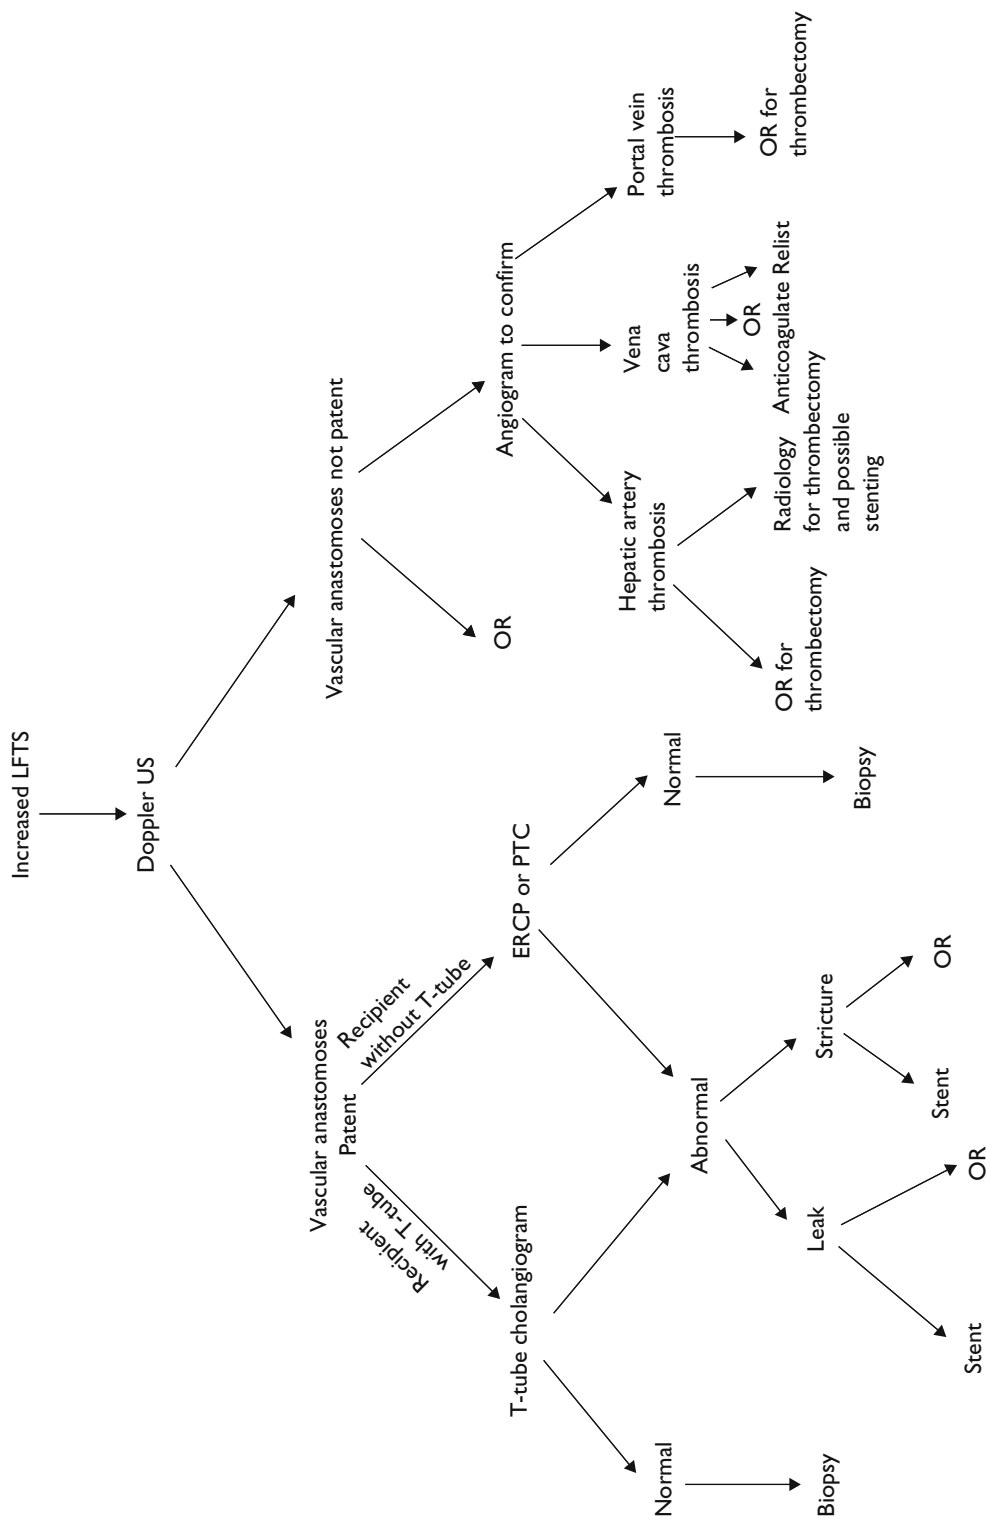 Increased LFTS
Doppler US
Vascular anastomoses
Patent
Vascular anastomoses not patent
Recipient
with T-tube
Recipient
without T-tube
T-tube cholangiogram
ERCP or PTC
OR
Angiogram to confirm
Normal
Abnormal
Normal
Hepatic artery
thrombosis
Vena
cava
thrombosis
Portal vein
thrombosis
Biopsy
Leak
Stricture
Biopsy
OR for
thrombectomy
Radiology
for thrombectomy
and possible
stenting
Anticoagulate
OR
Relist
OR for
thrombectomy
Stent
OR
Stent
OR